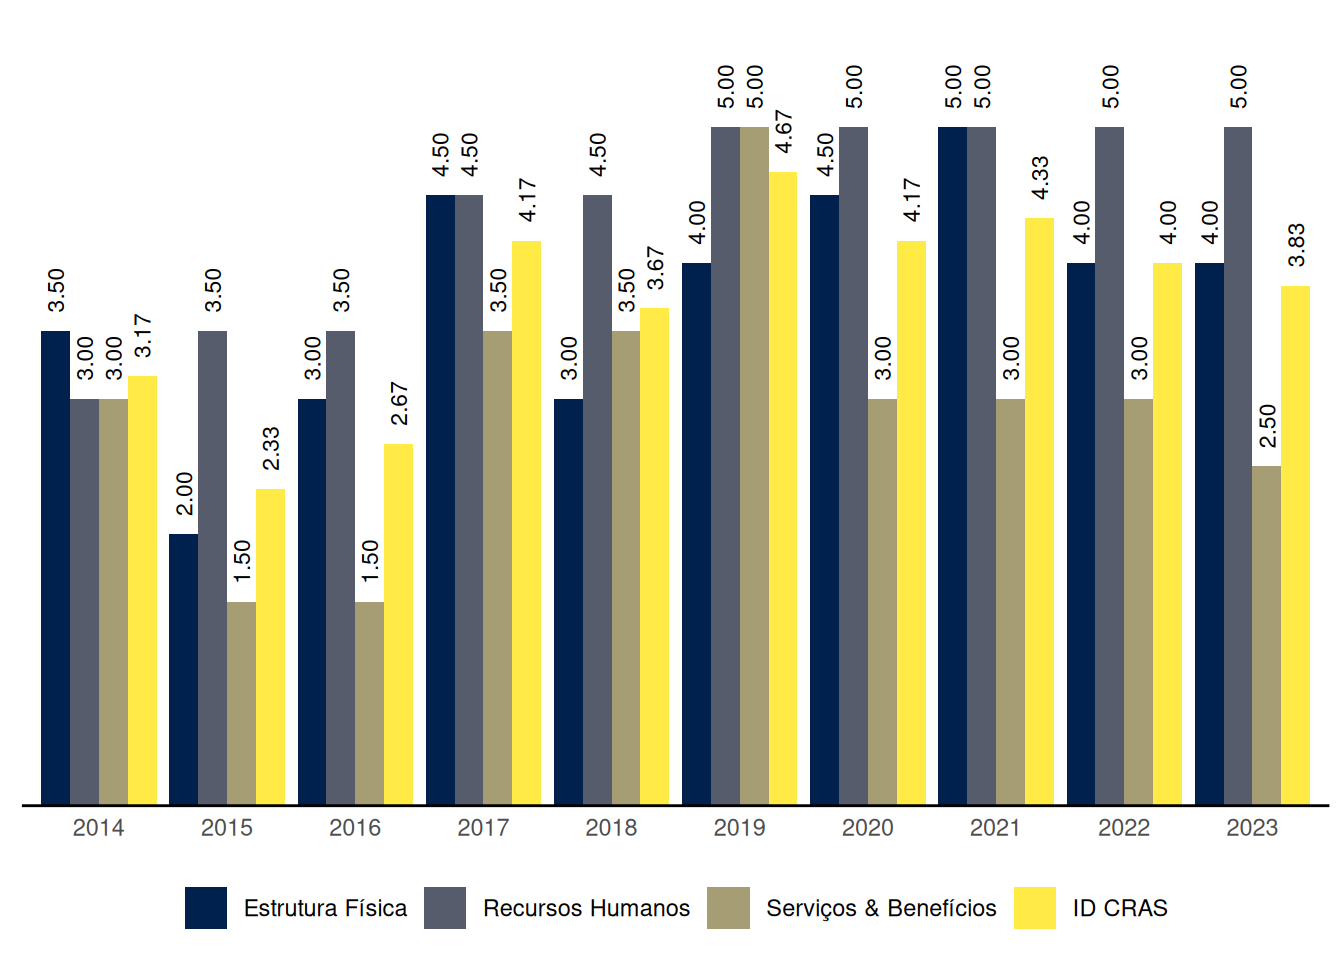 3.50 3.00 3.00 3.17 2.00 3.50 1.50 2.33 3.00 3.50 1.50 2.67 4.50 4.50 3.50 4.17 3.00 4.50 3.50 3.67 4.00 5.00 5.00 4.67 4.50 5.00 3.00 4.17 5.00 5.00 3.00 4.33 4.00 5.00 3.00 4.00 4.00 5.00 2.50 3.83
2014 2015 2016 2017 2018 2019 2020 2021 2022 2023
Estrutura Física Recursos Humanos Serviços & Benefícios ID CRAS